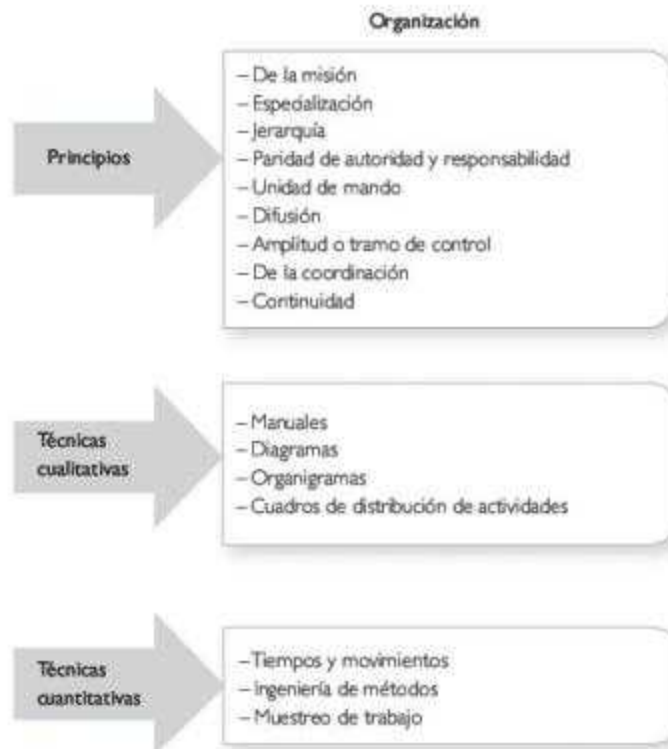 Organización
Principios
– De la misión
– Especialización
– Jerarquía
– Paridad de autoridad y responsabilidad
– Unidad de mando
– Difusión
– Amplitud o tramo de control
– De la coordinación
– Continuidad
Técnicas
cualitativas
– Manuales
– Diagramas
– Organigramas
– Cuadros de distribución de actividades
Técnicas
cuantitativas
– Tiempos y movimientos
– Ingeniería de métodos
– Muestreo de trabajo